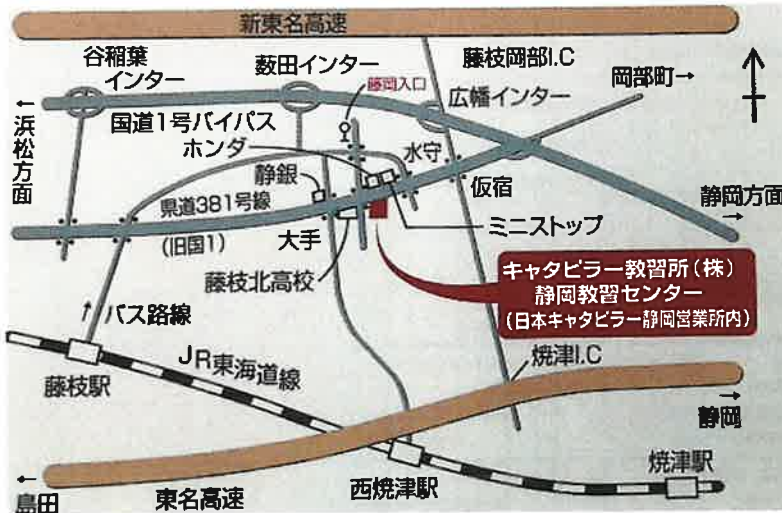 新東名高速
谷稲葉
インター
薮田インター
藤枝岡部I.C
岡部町→
藤岡入口
広幡インター
←
浜松方面
国道1号バイパス
ホンダ
水守
静銀
仮宿
静岡方面
→
県道381号線
(旧国1)
大手
ミニストップ
藤枝北高校
キャタピラー教習所(株)
静岡教習センター
(日本キャタピラー静岡営業所内)
↑
バス路線
JR東海道線
焼津I.C
藤枝駅
→
静岡
←
島田
東名高速
西焼津駅
焼津駅